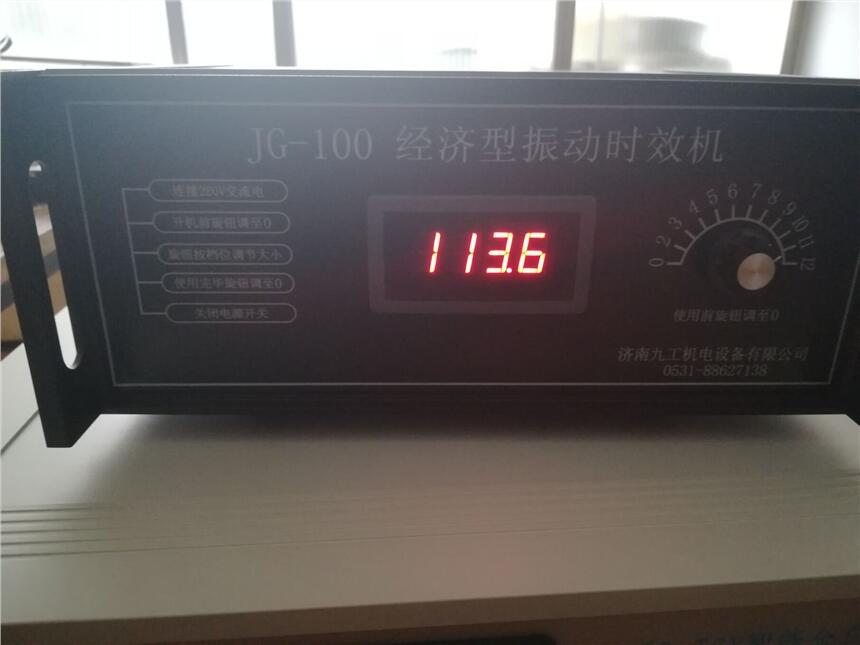 JG-100 经济型振动时效机
连接220V交流电
开机前旋钮调至0
旋钮按档位调节大小
使用完毕旋钮调至0
关闭电源开关
113.6
0 2 3 4 5 6 7 8 9 10 11 12
使用前旋钮调至0
济南九工机电设备有限公司
0531-88627138